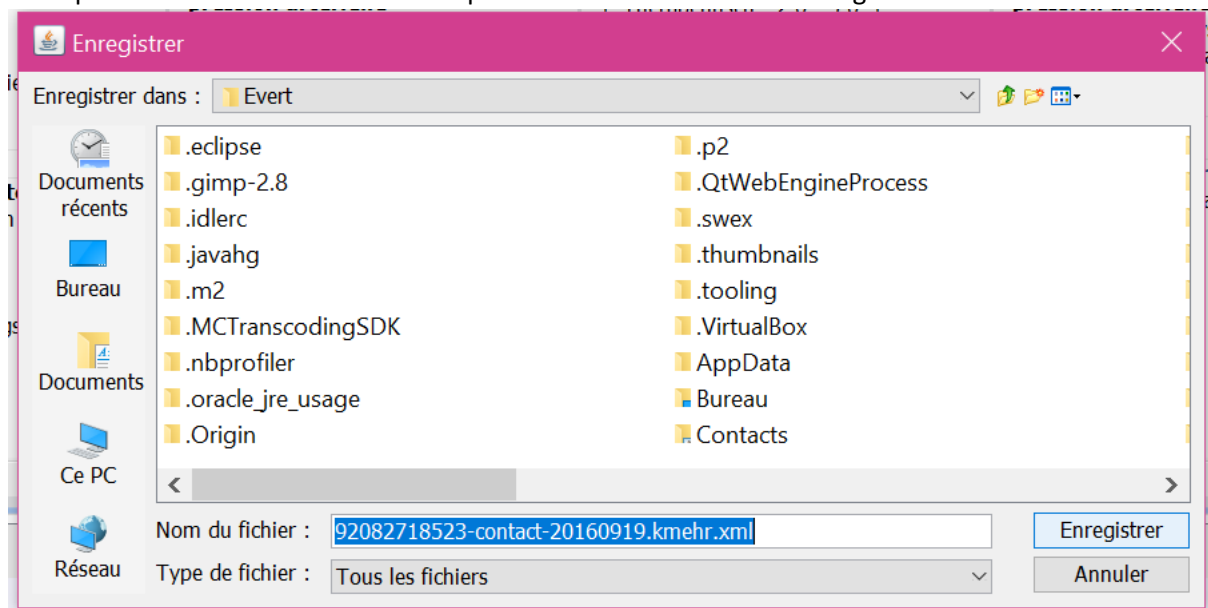 Enregistrer
Enregistrer dans : Evert
Documents
récents
Bureau
Documents
Ce PC
Réseau
.eclipse
.gimp-2.8
.idlerc
.javahg
.m2
.MCTranscodingSDK
.nbprofiler
.oracle_jre_usage
.Origin
.p2
.QtWebEngineProcess
.swex
.thumbnails
.tooling
.VirtualBox
AppData
Bureau
Contacts
Nom du fichier : 92082718523-contact-20160919.kmehr.xml
Enregistrer
Type de fichier : Tous les fichiers
Annuler